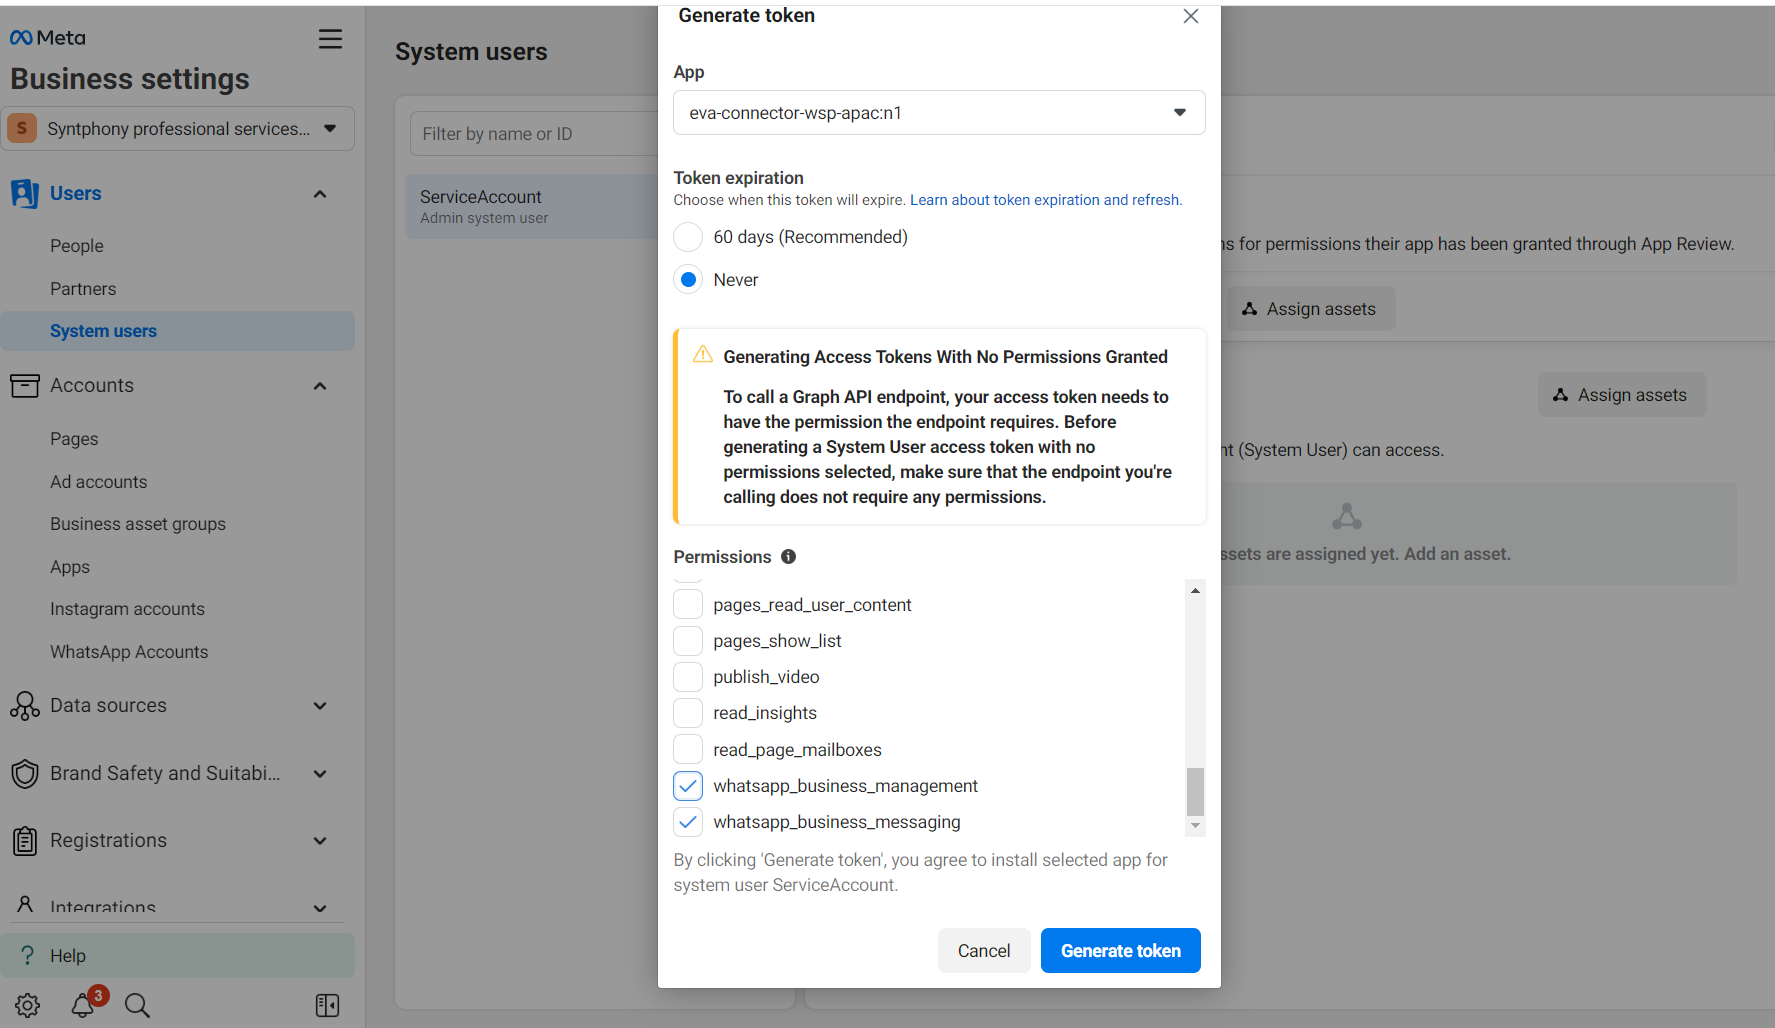 Meta
Business settings
S
Syntphony professional services...
Users
People
Partners
System users
Accounts
Pages
Ad accounts
Business asset groups
Apps
Instagram accounts
WhatsApp Accounts
Data sources
Brand Safety and Suitabi...
Registrations
Integrations
? Help
3
System users
Filter by name or ID
ServiceAccount
Admin system user
Generate token
App
eva-connector-wsp-apac:n1
Token expiration
Choose when this token will expire. Learn about token expiration and refresh.
60 days (Recommended)
Never
Generating Access Tokens With No Permissions Granted
To call a Graph API endpoint, your access token needs to
have the permission the endpoint requires. Before
generating a System User access token with no
permissions selected, make sure that the endpoint you're
calling does not require any permissions.
Permissions
pages_read_user_content
pages_show_list
publish_video
read_insights
read_page_mailboxes
whatsapp_business_management
whatsapp_business_messaging
By clicking 'Generate token', you agree to install selected app for
system user ServiceAccount.
Cancel
Generate token
for permissions their app has been granted through App Review.
Assign assets
Assign assets
(System User) can access.
are assigned yet. Add an asset.